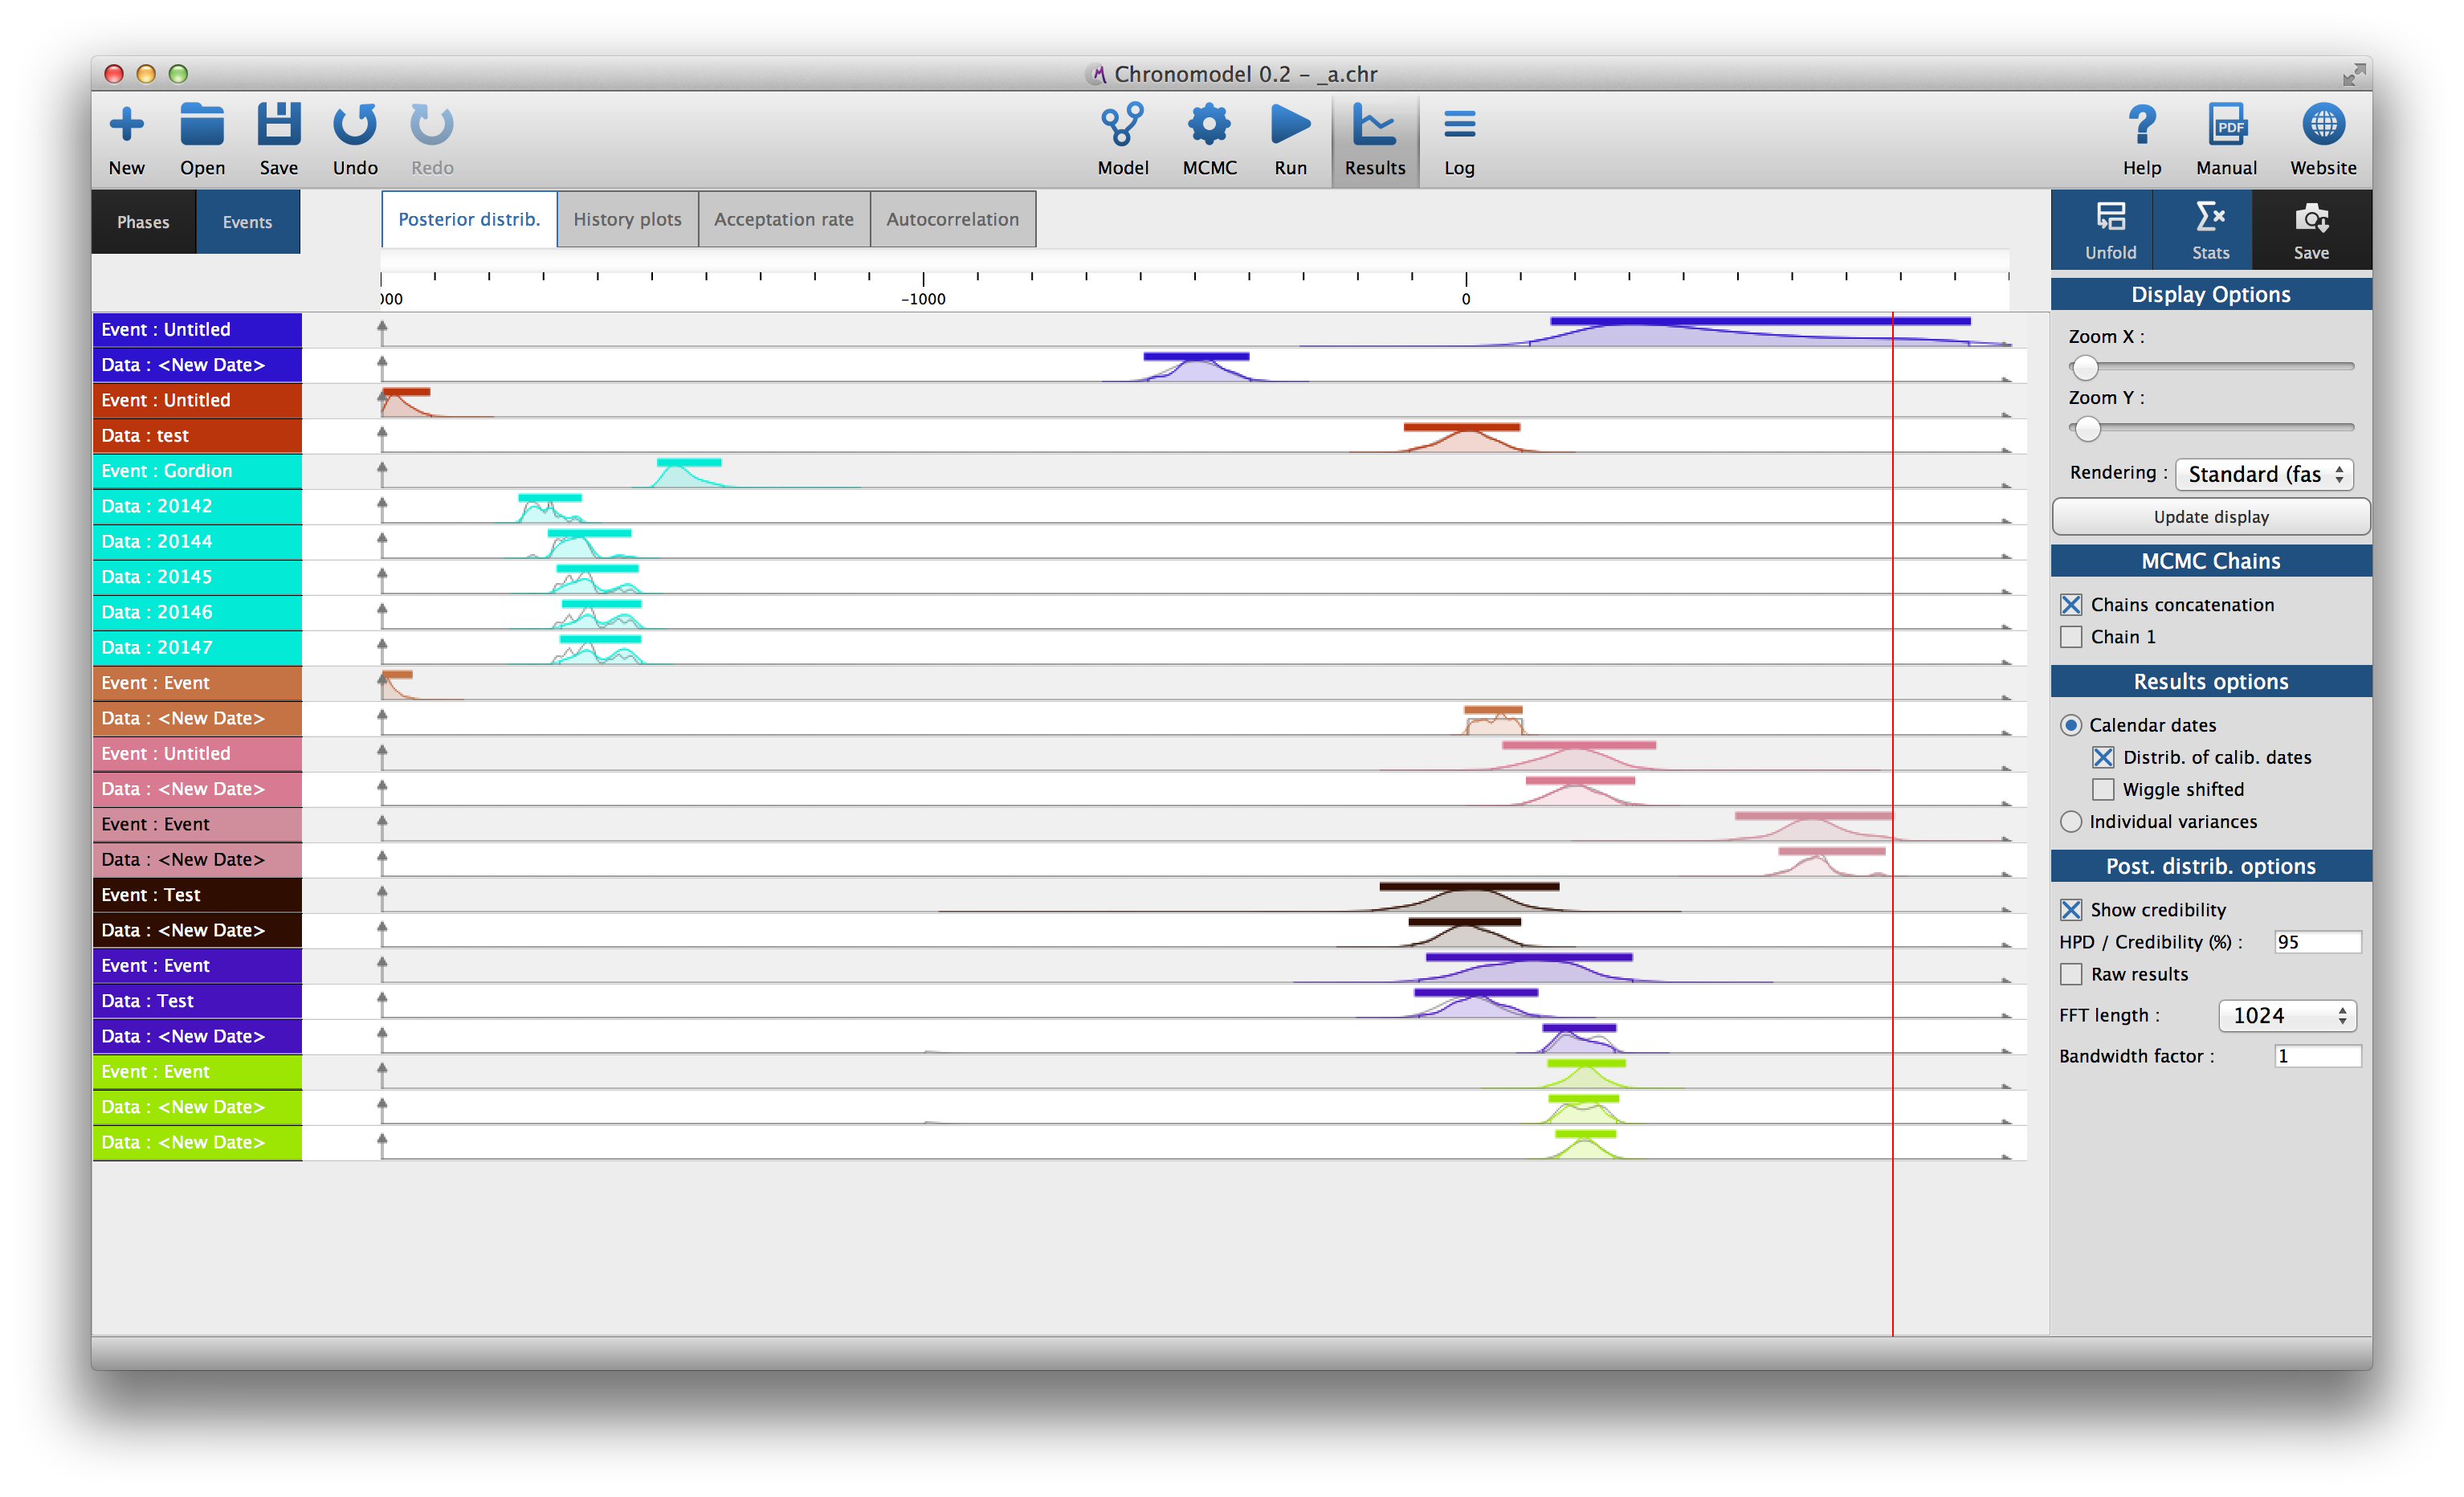 Chronomodel 0.2 – _a.chr
New Open Save Undo Redo Model MCMC Run Results Log Help PDF Manual Website
Phases Events
Posterior distrib. History plots Acceptation rate Autocorrelation
Unfold Stats Save
000 -1000 0
Event : Untitled
Data : <New Date>
Event : Untitled
Data : test
Event : Gordion
Data : 20142
Data : 20144
Data : 20145
Data : 20146
Data : 20147
Event : Event
Data : <New Date>
Event : Untitled
Data : <New Date>
Event : Event
Data : <New Date>
Event : Test
Data : <New Date>
Event : Event
Data : Test
Data : <New Date>
Event : Event
Data : <New Date>
Data : <New Date>
Display Options
Zoom X :
Zoom Y :
Rendering : Standard (fas
Update display
MCMC Chains
Chains concatenation
Chain 1
Results options
Calendar dates
Distrib. of calib. dates
Wiggle shifted
Individual variances
Post. distrib. options
Show credibility
HPD / Credibility (%) : 95
Raw results
FFT length : 1024
Bandwidth factor : 1